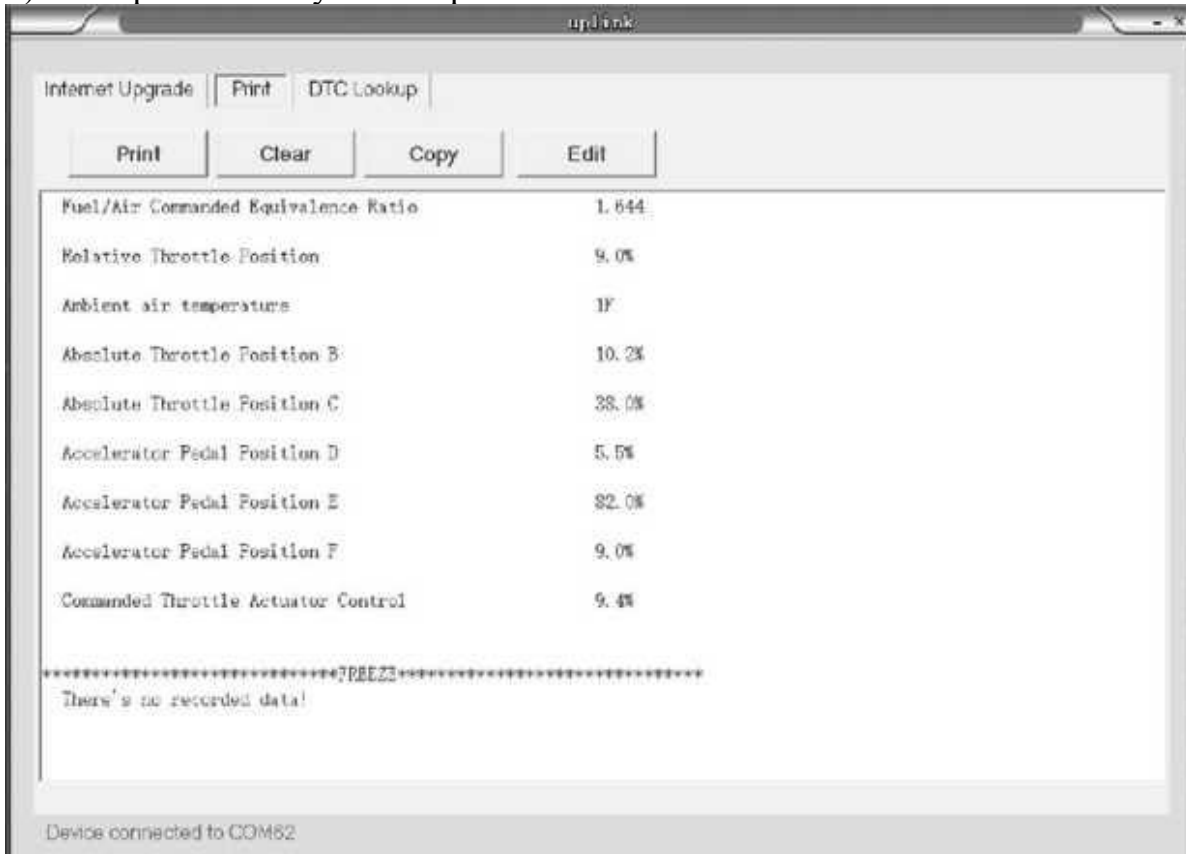 uplink
Internet Upgrade Print DTC Lookup
Print Clear Copy Edit
Fuel/Air Commanded Equivalence Ratio 1.644
Relative Throttle Position 9.0%
Ambient air temperature 1F
Absolute Throttle Position B 10.2%
Absolute Throttle Position C 38.0%
Accelerator Pedal Position D 5.5%
Accelerator Pedal Position E 82.0%
Accelerator Pedal Position F 9.0%
Commanded Throttle Actuator Control 9.4%
FREEZE
There's no recorded data!
Device connected to COM62